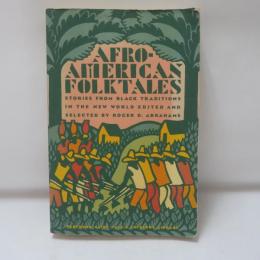 AFRO-
AMERICAN
FOLKTALES
STORIES FROM BLACK TRADITIONS
IN THE NEW WORLD EDITED AND
SELECTED BY ROGER D. ABRAHAMS